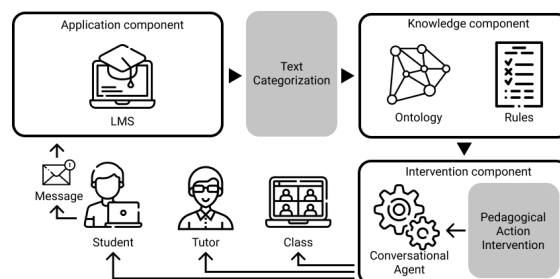 Application component
LMS
Text
Categorization
Knowledge component
Ontology
Rules
Message
1
Student
Tutor
Class
Intervention component
Conversational
Agent
Pedagogical
Action
Intervention